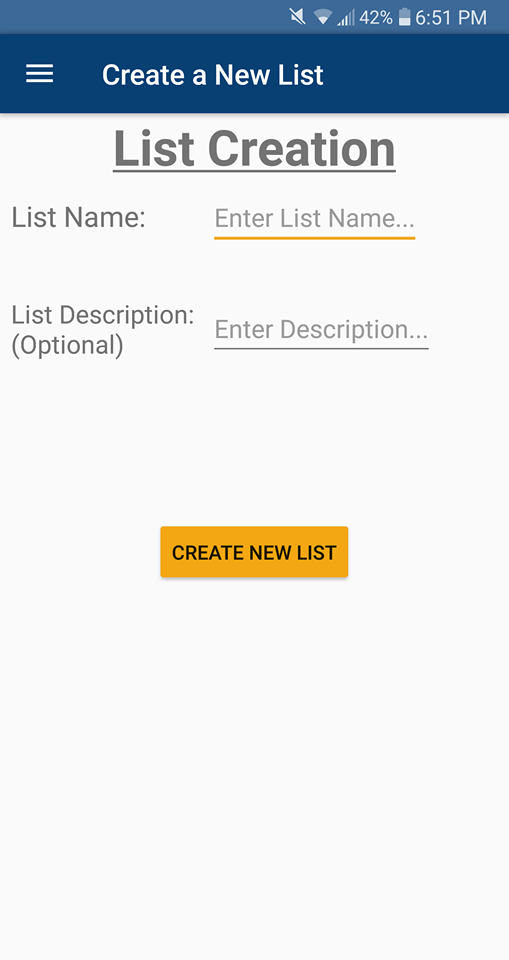 42% 6:51 PM
Create a New List
List Creation
List Name: Enter List Name...
List Description: Enter Description...
(Optional)
CREATE NEW LIST